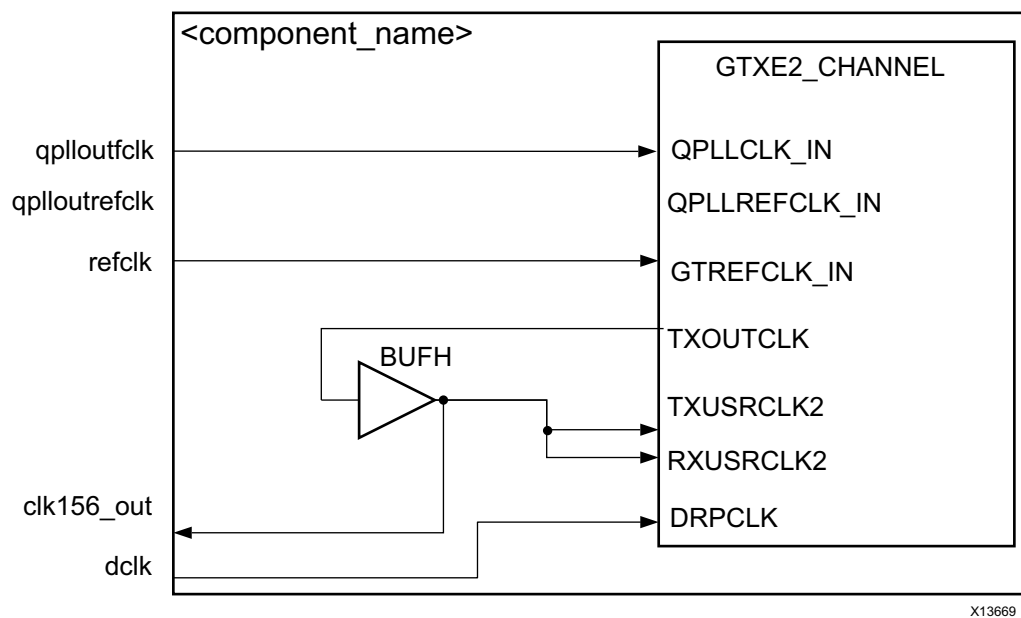 <component_name>
GTXE2_CHANNEL
qplloutfclk
QPLLCLK_IN
qplloutrefclk
QPLLREFCLK_IN
refclk
GTREFCLK_IN
TXOUTCLK
BUFH
TXUSRCLK2
RXUSRCLK2
clk156_out
DRPCLK
dclk
X13669